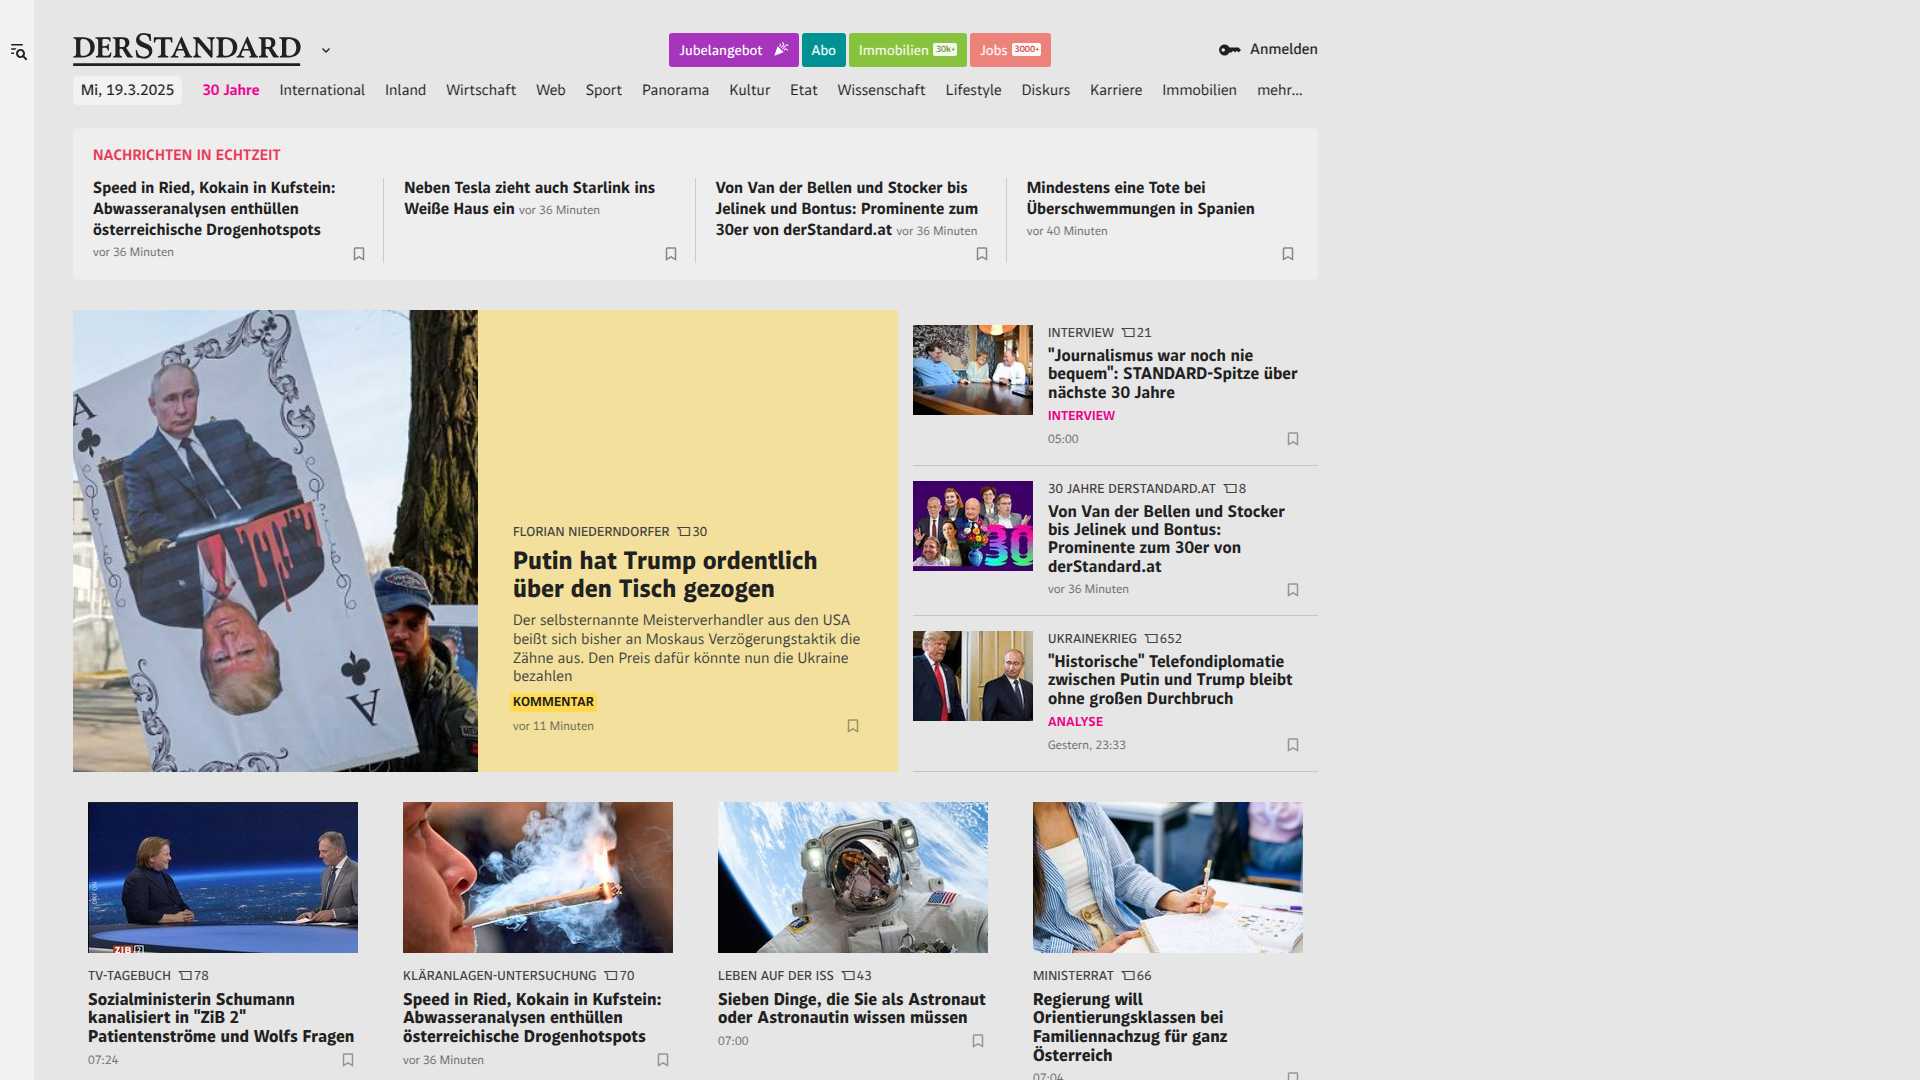 DERSTANDARD
Jubelangebot
Abo
Immobilien 30k+
Jobs 3000+
Anmelden
Mi, 19.3.2025
30 Jahre
International
Inland
Wirtschaft
Web
Sport
Panorama
Kultur
Etat
Wissenschaft
Lifestyle
Diskurs
Karriere
Immobilien
mehr...
NACHRICHTEN IN ECHTZEIT
Speed in Ried, Kokain in Kufstein:
Abwasseranalysen enthüllen
österreichische Drogenhotspots
vor 36 Minuten
Neben Tesla zieht auch Starlink ins
Weiße Haus ein vor 36 Minuten
Von Van der Bellen und Stocker bis
Jelinek und Bontus: Prominente zum
30er von derStandard.at vor 36 Minuten
Mindestens eine Tote bei
Überschwemmungen in Spanien
vor 40 Minuten
A
A
FLORIAN NIEDERNDORFER 30
Putin hat Trump ordentlich
über den Tisch gezogen
Der selbsternannte Meisterverhandler aus den USA
beißt sich bisher an Moskaus Verzögerungstaktik die
Zähne aus. Den Preis dafür könnte nun die Ukraine
bezahlen
KOMMENTAR
vor 11 Minuten
INTERVIEW 21
"Journalismus war noch nie
bequem": STANDARD-Spitze über
nächste 30 Jahre
INTERVIEW
05:00
30
30 JAHRE DERSTANDARD.AT 8
Von Van der Bellen und Stocker
bis Jelinek und Bontus:
Prominente zum 30er von
derStandard.at
vor 36 Minuten
UKRAINEKRIEG 652
"Historische" Telefondiplomatie
zwischen Putin und Trump bleibt
ohne großen Durchbruch
ANALYSE
Gestern, 23:33
ZIB 2
TV-TAGEBUCH 78
Sozialministerin Schumann
kanalisiert in "ZiB 2"
Patientenströme und Wolfs Fragen
07:24
KLÄRANLAGEN-UNTERSUCHUNG 70
Speed in Ried, Kokain in Kufstein:
Abwasseranalysen enthüllen
österreichische Drogenhotspots
vor 36 Minuten
LEBEN AUF DER ISS 43
Sieben Dinge, die Sie als Astronaut
oder Astronautin wissen müssen
07:00
MINISTERRAT 66
Regierung will
Orientierungsklassen bei
Familiennachzug für ganz
Österreich
07:04